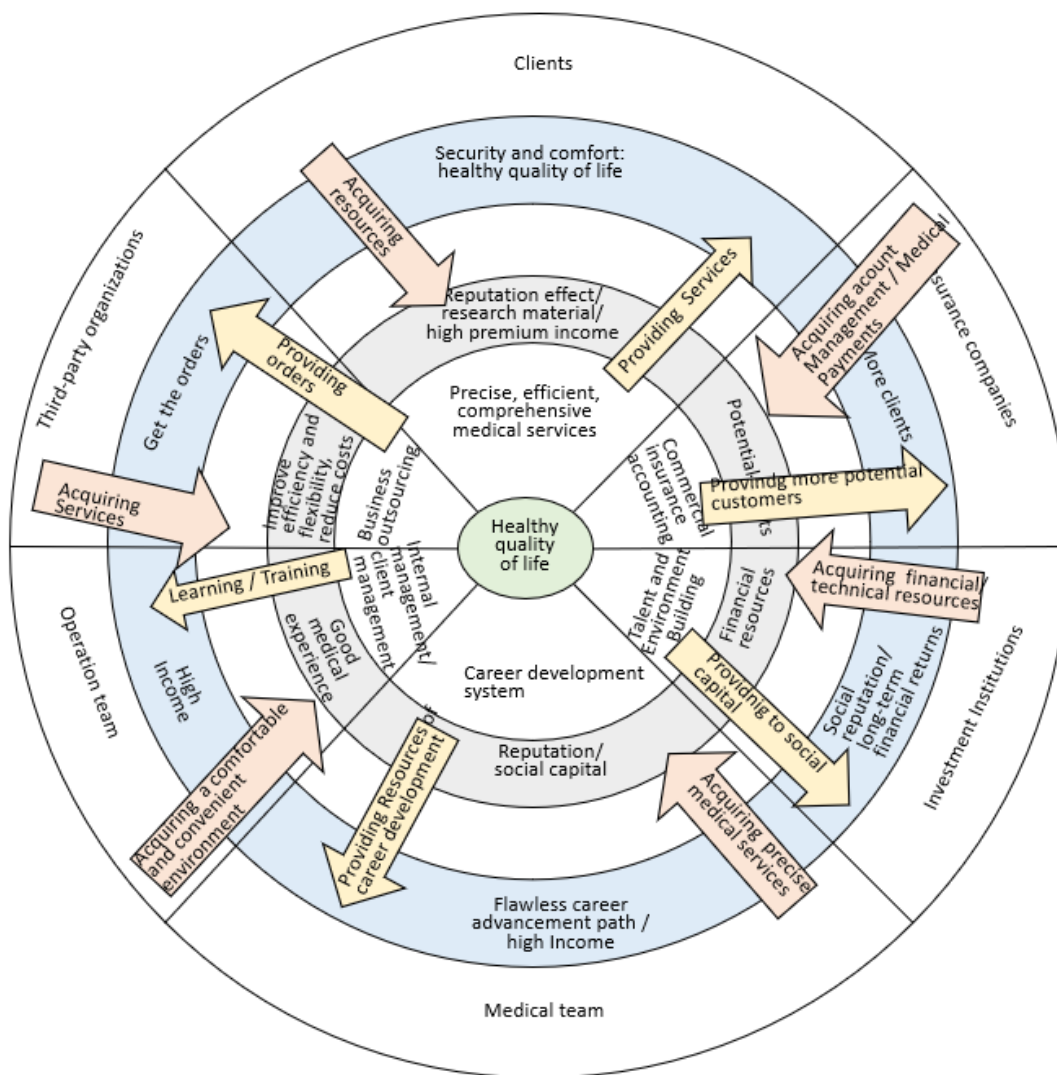 Clients
Security and comfort:
healthy quality of life
Acquiring
resources
Reputation effect/
research material/
high premium income
Providing Services
Precise, efficient,
comprehensive
medical services
Third-party organizations
Get the orders
Providing
orders
Acquiring
Services
Improve
efficiency and
flexibility,
reduce costs
Business
outsourcing
surance companies
More clients
Acquiring acount
Management / Medical
Payments
Potential
Commercial
insurance
accounting
Provindg more potential
customers
Healthy
quality
of life
Operation team
High
Income
Learning / Training
Good
medical
experience
Internal
management/
client
management
Acquiring a comfortable
and convenient
environment
Investment Institutions
Social
reputation/
long-term
financial returns
Acquiring financial/
technical resources
Financial
resources
Talent and
Environment
Building
Providnig to social
capital
Career development
system
Reputation/
social capital
Providing Resources of
career development
Acquiring precise
medical services
Flawless career
advancement path /
high Income
Medical team